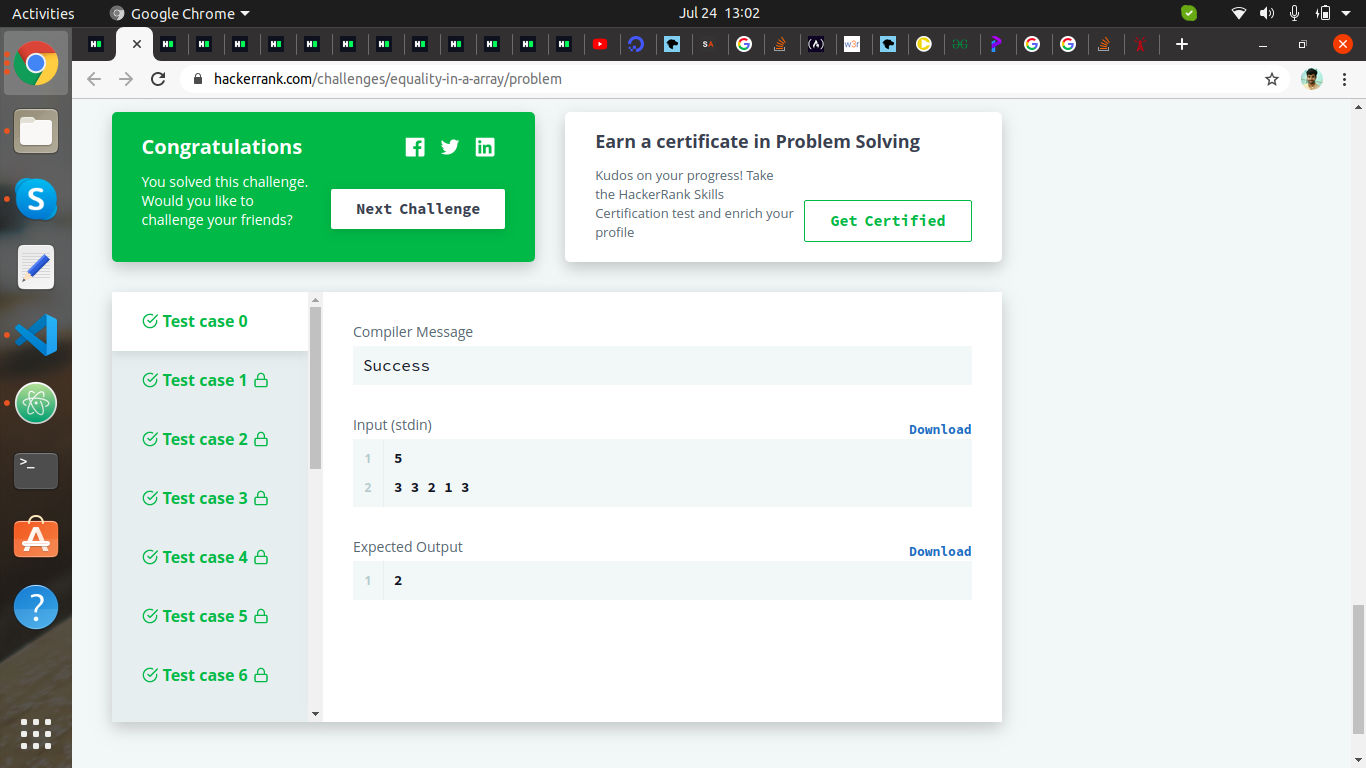 Activities
Google Chrome
Jul 24 13:02
hackerrank.com/challenges/equality-in-a-array/problem
Congratulations
You solved this challenge.
Would you like to
challenge your friends?
Next Challenge
Earn a certificate in Problem Solving
Kudos on your progress! Take
the HackerRank Skills
Certification test and enrich your
profile
Get Certified
Test case 0
Test case 1
Test case 2
Test case 3
Test case 4
Test case 5
Test case 6
Compiler Message
Success
Input (stdin)
Download
1 5
2 3 3 2 1 3
Expected Output
Download
1 2